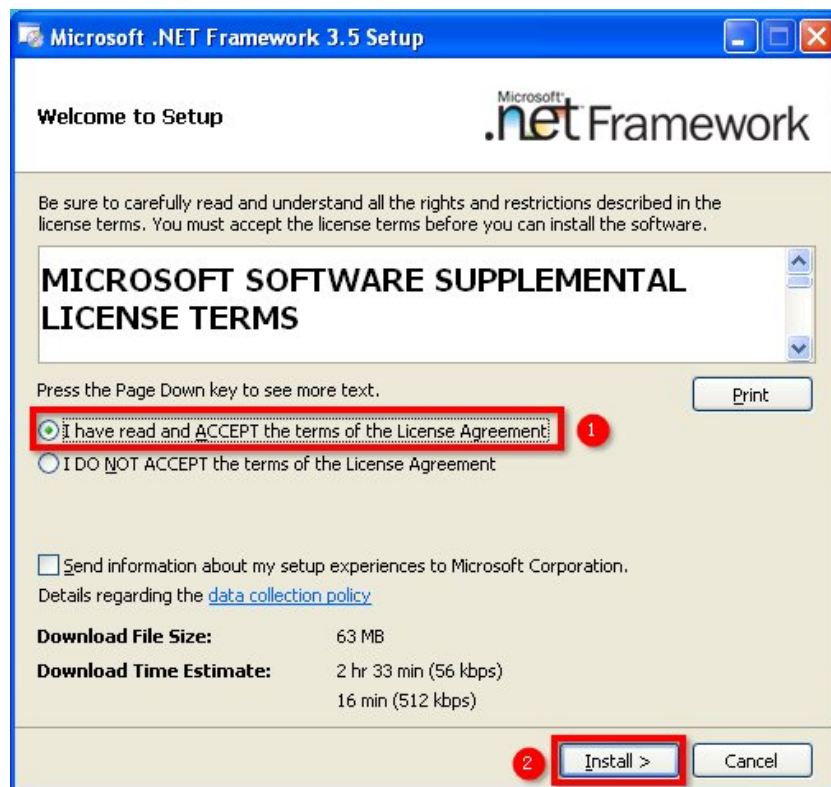 Microsoft .NET Framework 3.5 Setup
Welcome to Setup
Microsoft
.net Framework
Be sure to carefully read and understand all the rights and restrictions described in the
license terms. You must accept the license terms before you can install the software.
MICROSOFT SOFTWARE SUPPLEMENTAL
LICENSE TERMS
Press the Page Down key to see more text.
Print
I have read and ACCEPT the terms of the License Agreement
1
I DO NOT ACCEPT the terms of the License Agreement
Send information about my setup experiences to Microsoft Corporation.
Details regarding the data collection policy
Download File Size: 63 MB
Download Time Estimate: 2 hr 33 min (56 kbps)
16 min (512 kbps)
2
Install >
Cancel